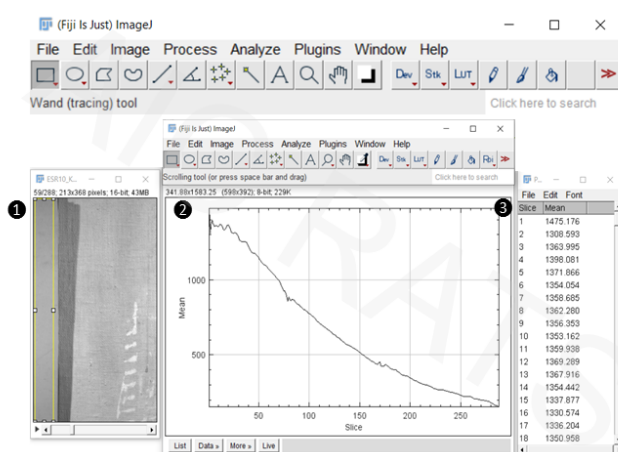 (Fiji Is Just) ImageJ
File Edit Image Process Analyze Plugins Window Help
Dev Stk LUT
Wand (tracing) tool
Click here to search
(Fiji Is Just) ImageJ
File Edit Image Process Analyze Plugins Window Help
Dev Stk LUT
Scrolling tool (or press space bar and drag)
Click here to search
1
ESR10_K...
59/288; 213x368 pixels; 16-bit; 43MB
2
341.88x1583.25 (598x392); 8-bit; 229K
1000
500
Mean
50 100 150 200 250
Slice
List Data » More » Live
3
P...
File Edit Font
Slice Mean
1 1475.176
2 1308.593
3 1363.995
4 1398.081
5 1371.866
6 1354.054
7 1358.685
8 1362.280
9 1356.353
10 1353.162
11 1359.938
12 1369.289
13 1367.916
14 1354.442
15 1337.877
16 1330.574
17 1336.204
18 1350.958